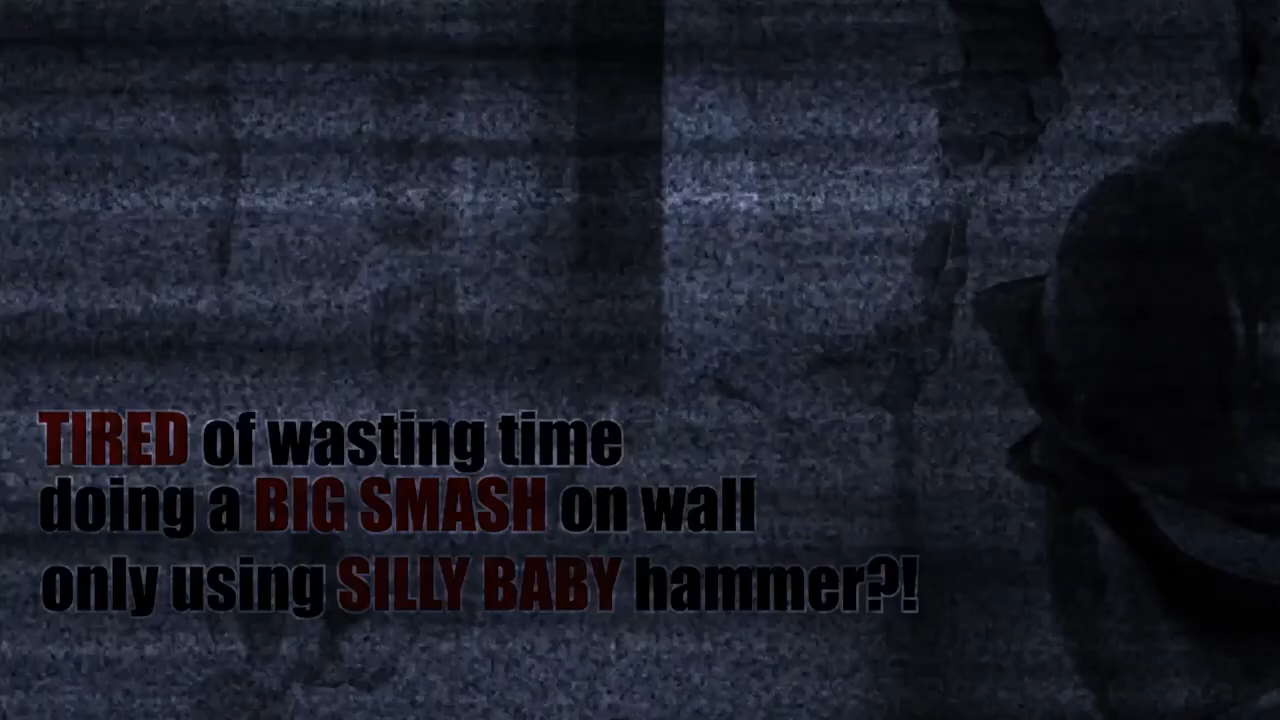 TIRED of wasting time
doing a BIG SMASH on wall
only using SILLY BABY hammer?!